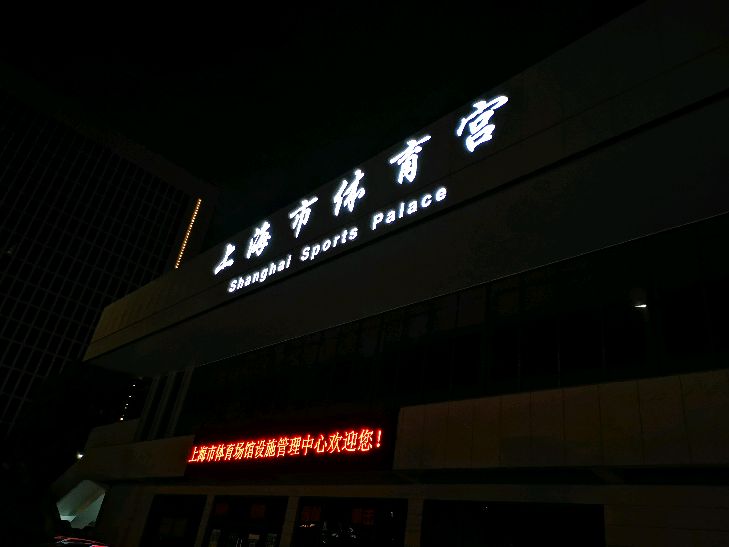 上海市体育宫
Shanghai Sports Palace
上海市体育场馆设施管理中心欢迎您！